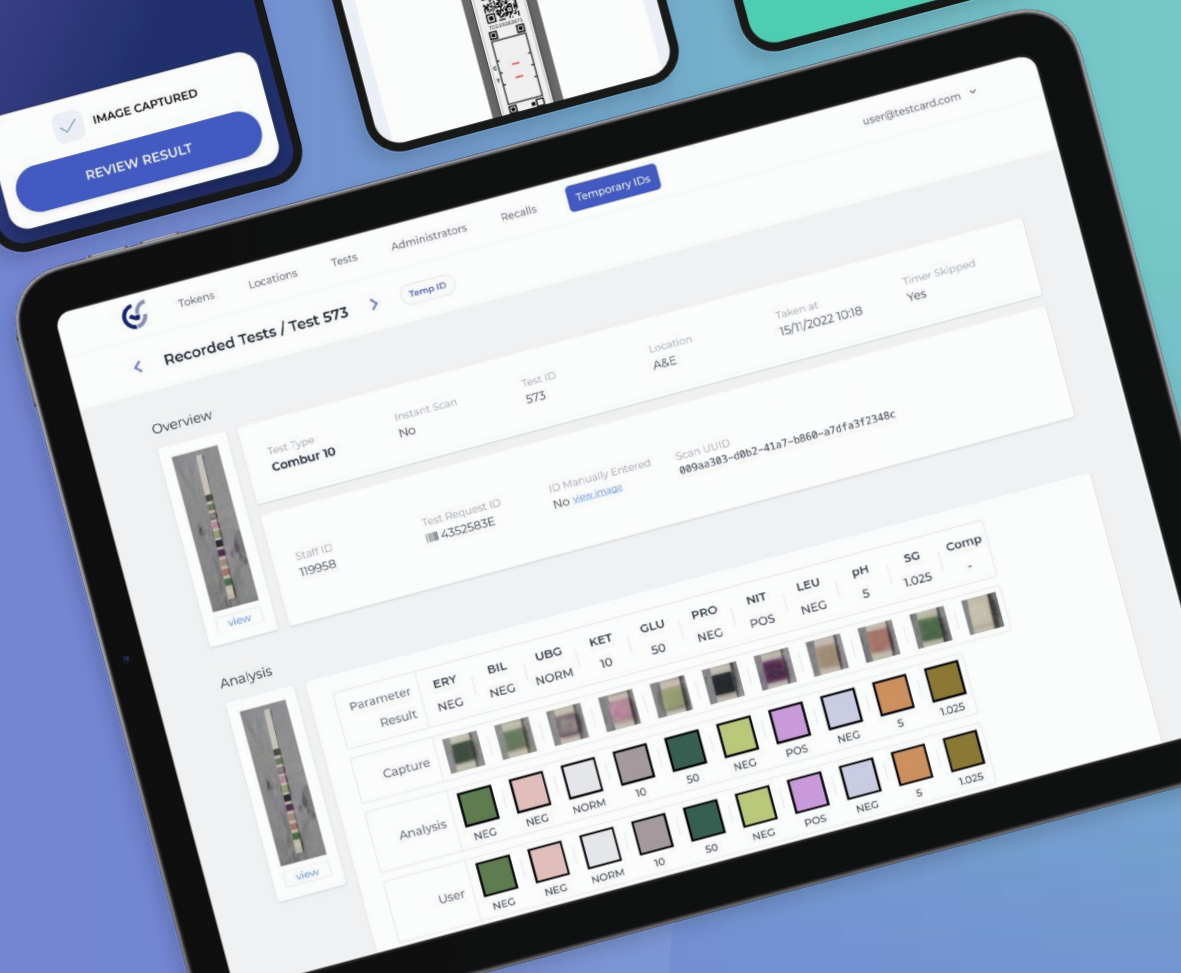 IMAGE CAPTURED
REVIEW RESULT
C
T
user@testcard.com
Tokens
Locations
Tests
Administrators
Recalls
Temporary IDs
Recorded Tests / Test 573
Temp ID
Overview
view
Test Type
Combur 10
Instant Scan
No
Test ID
573
Location
A&E
Taken at
15/11/2022 10:18
Timer Skipped
Yes
Staff ID
119958
Test Request ID
4352583E
ID Manually Entered
No view image
Scan UUID
009aa303-d0b2-41a7-b860-a7dfa3f2348c
Analysis
view
Parameter ERY BIL UBG KET GLU PRO NIT LEU pH SG Comp
Result NEG NEG NORM 10 50 NEG POS NEG 5 1.025 -
Capture
Analysis NEG NEG NORM 10 50 NEG POS NEG 5 1.025
User NEG NEG NORM 10 50 NEG POS NEG 5 1.025